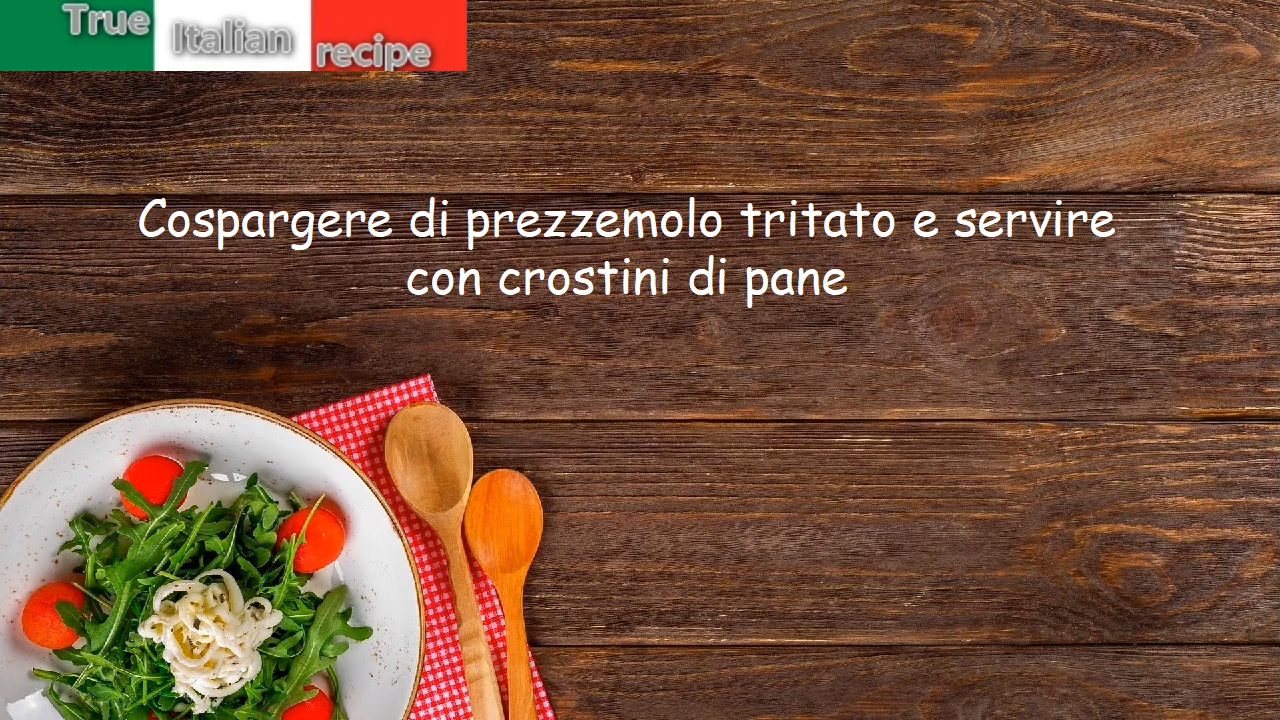 True
Italian
recipe
Cospargere di prezzemolo tritato e servire
con crostini di pane